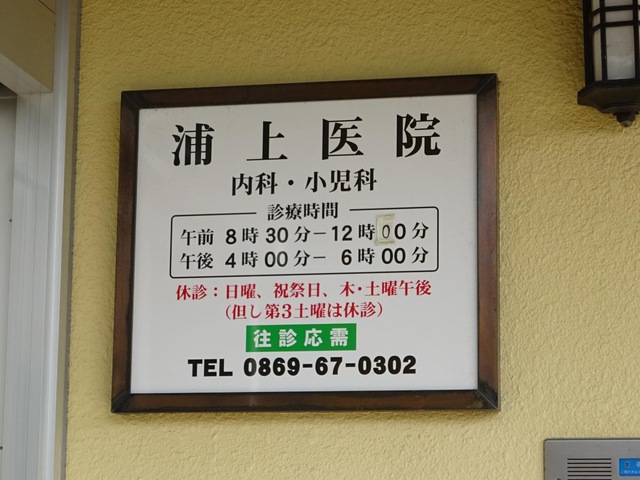 浦上医院
内科・小児科
診療時間
午前 8時30分－12時00分
午後 4時00分－ 6時00分
休診：日曜、祝祭日、木・土曜午後
（但し第3土曜は休診）
往診応需
TEL 0869-67-0302